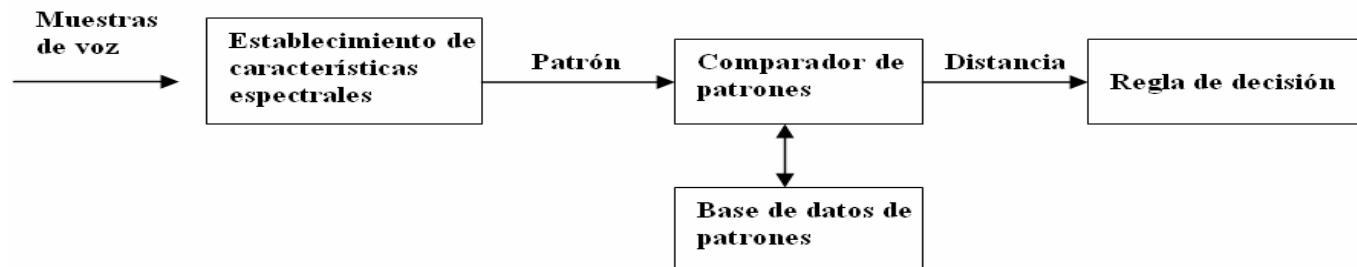 Muestras
de voz
Establecimiento de
características
espectrales
Patrón
Comparador de
patrones
Distancia
Regla de decisión
Base de datos de
patrones